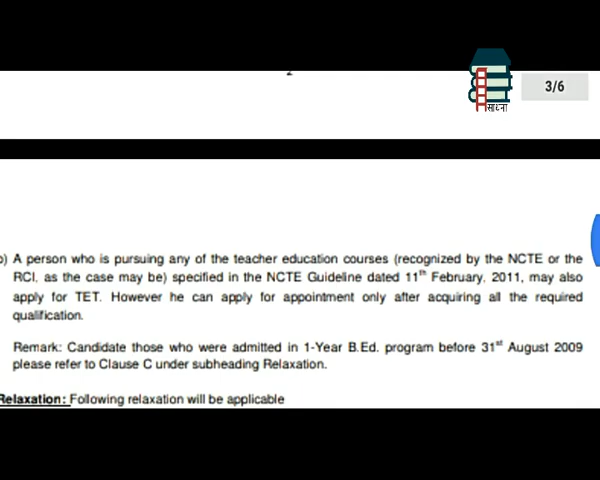 2
साधना
3/6
b) A person who is pursuing any of the teacher education courses (recognized by the NCTE or the
RCI, as the case may be) specified in the NCTE Guideline dated 11th February, 2011, may also
apply for TET. However he can apply for appointment only after acquiring all the required
qualification.
Remark: Candidate those who were admitted in 1-Year B.Ed. program before 31st August 2009
please refer to Clause C under subheading Relaxation.
Relaxation: Following relaxation will be applicable